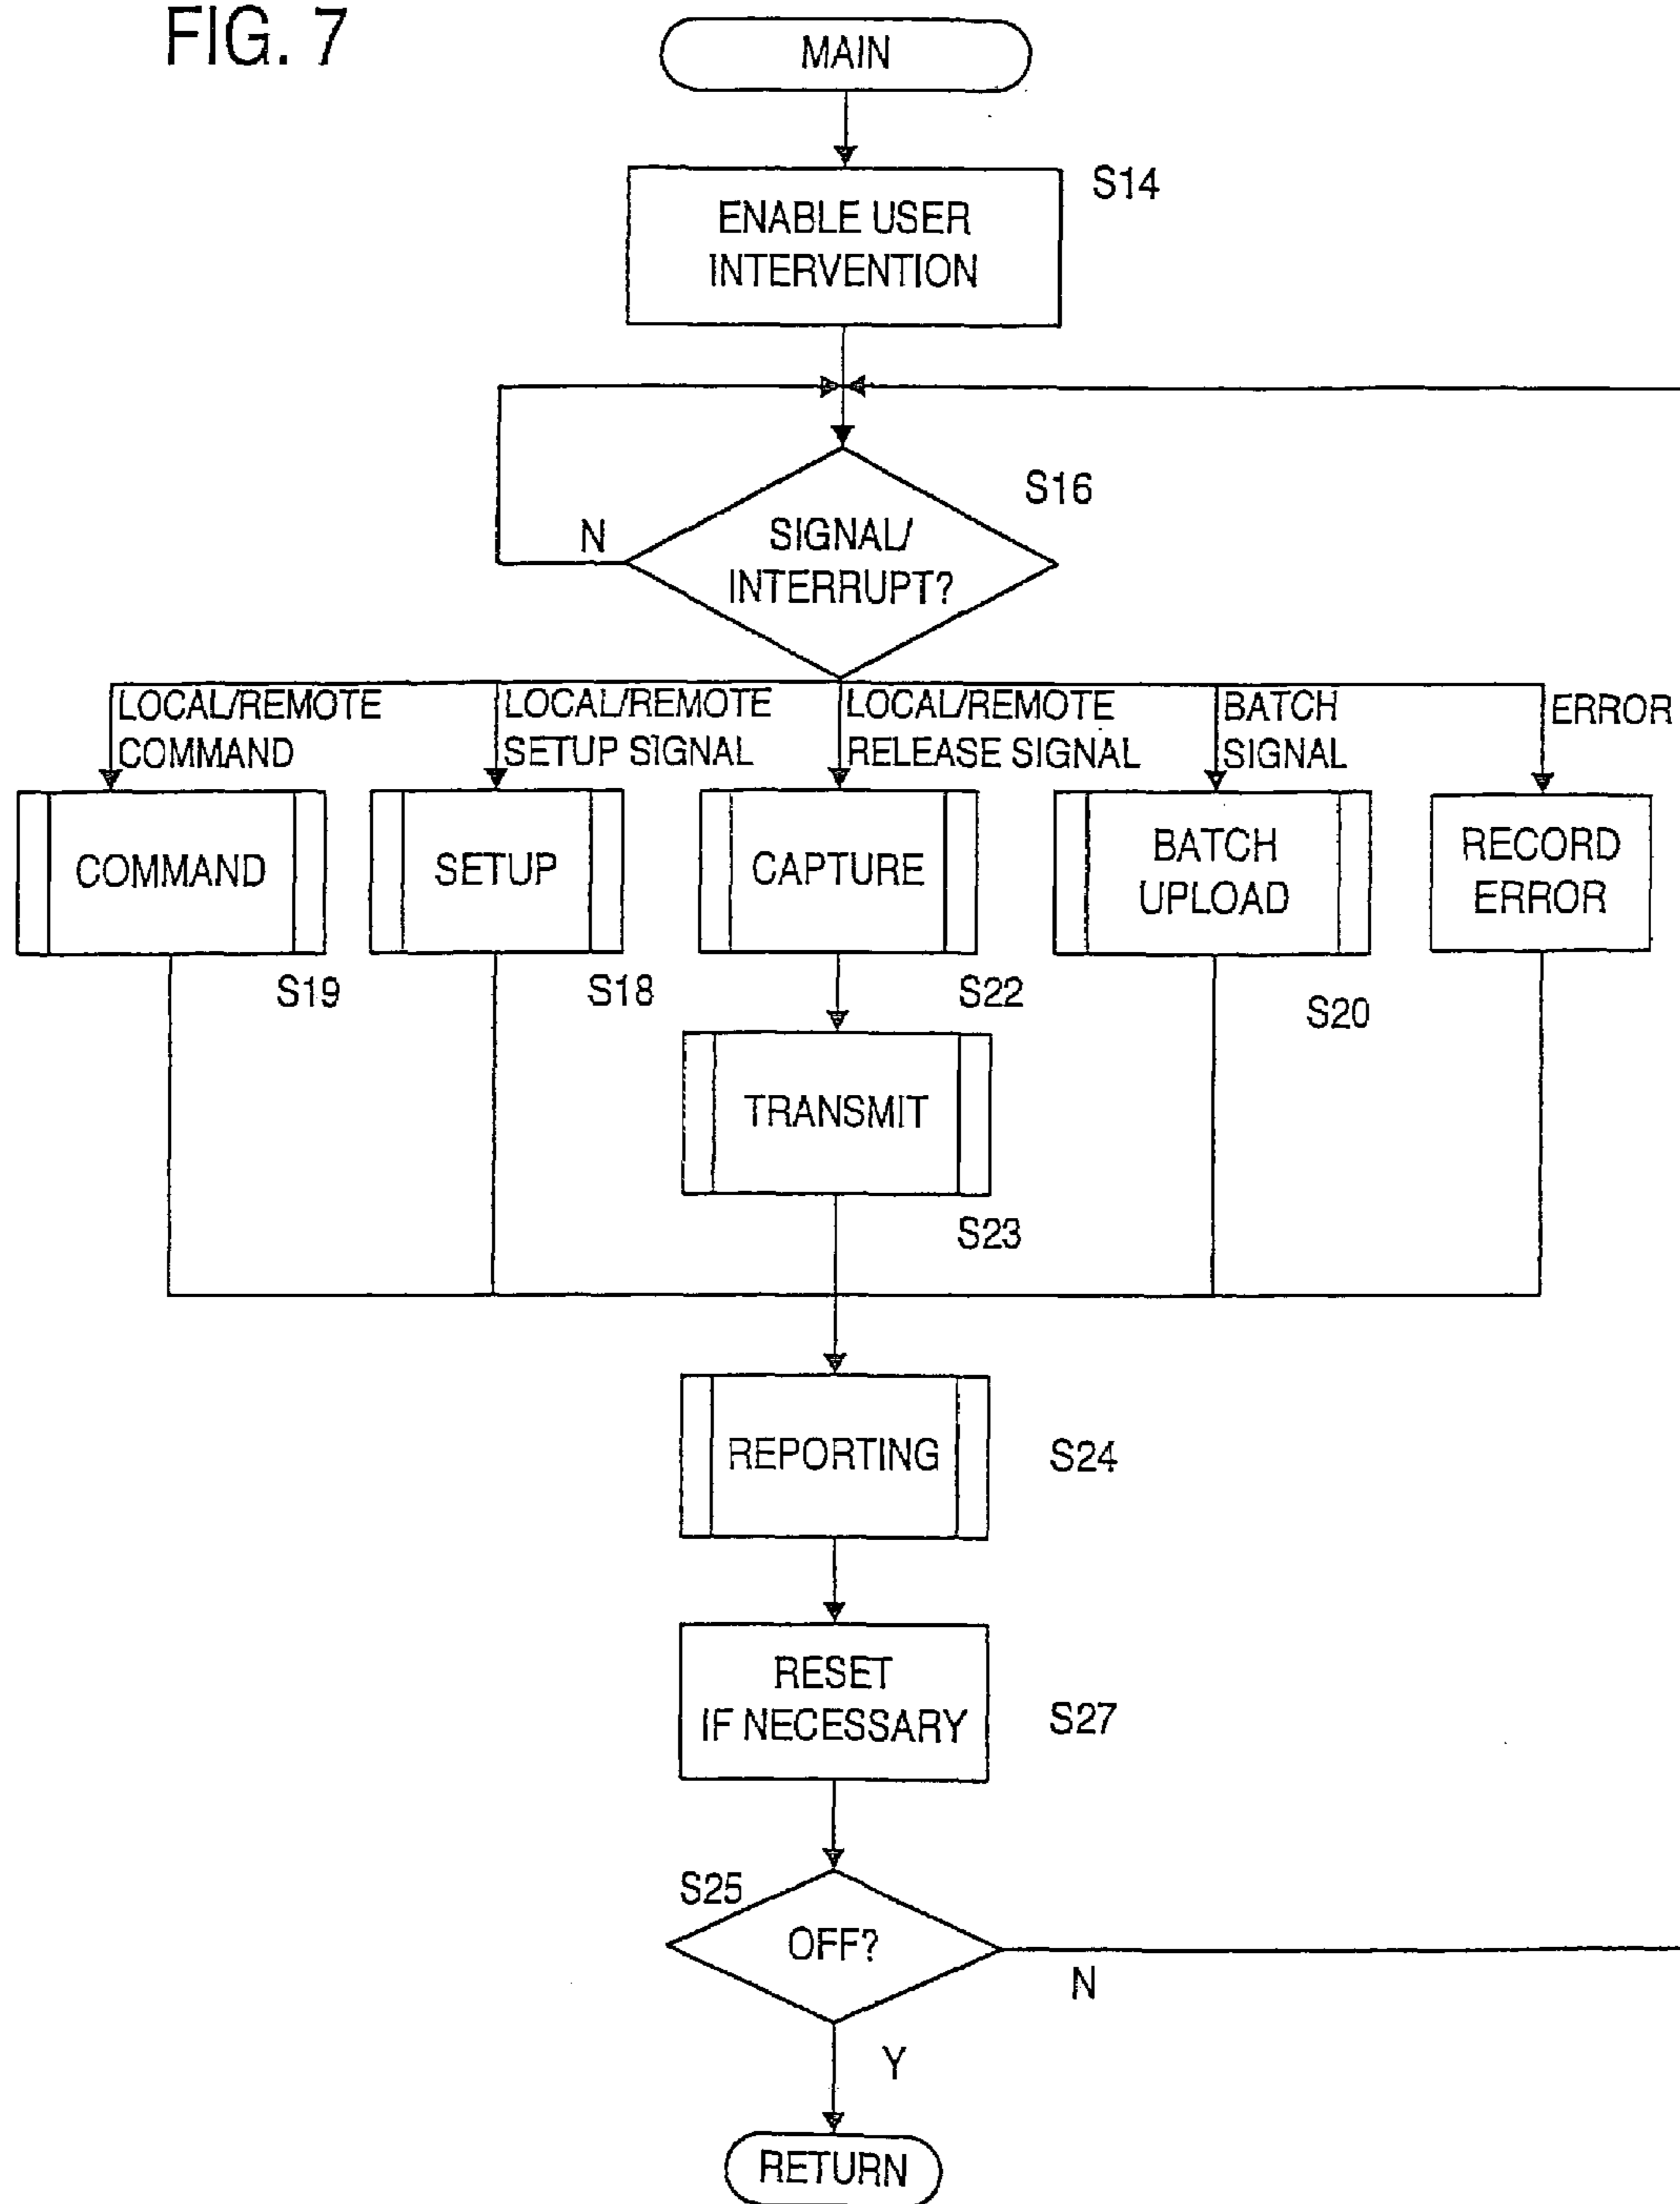 FIG. 7
MAIN
S14
ENABLE USER
INTERVENTION
S16
N
SIGNAL/
INTERRUPT?
LOCAL/REMOTE
COMMAND
LOCAL/REMOTE
SETUP SIGNAL
LOCAL/REMOTE
RELEASE SIGNAL
BATCH
SIGNAL
ERROR
COMMAND
SETUP
CAPTURE
BATCH
UPLOAD
RECORD
ERROR
S19
S18
S22
S20
TRANSMIT
S23
REPORTING
S24
RESET
IF NECESSARY
S27
S25
OFF?
N
Y
RETURN